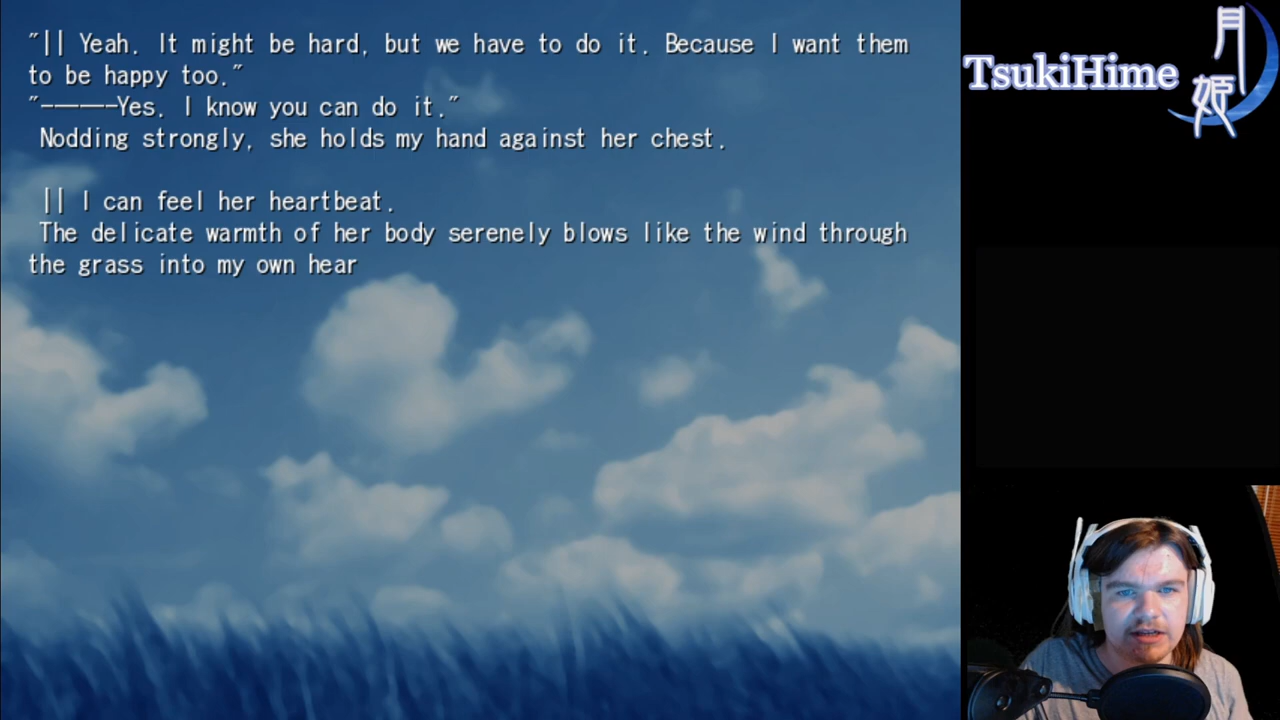 "|| Yeah. It might be hard, but we have to do it. Because I want them
to be happy too."
"————Yes. I know you can do it."
Nodding strongly, she holds my hand against her chest.
|| I can feel her heartbeat.
The delicate warmth of her body serenely blows like the wind through
the grass into my own hear
TsukiHime
月姫